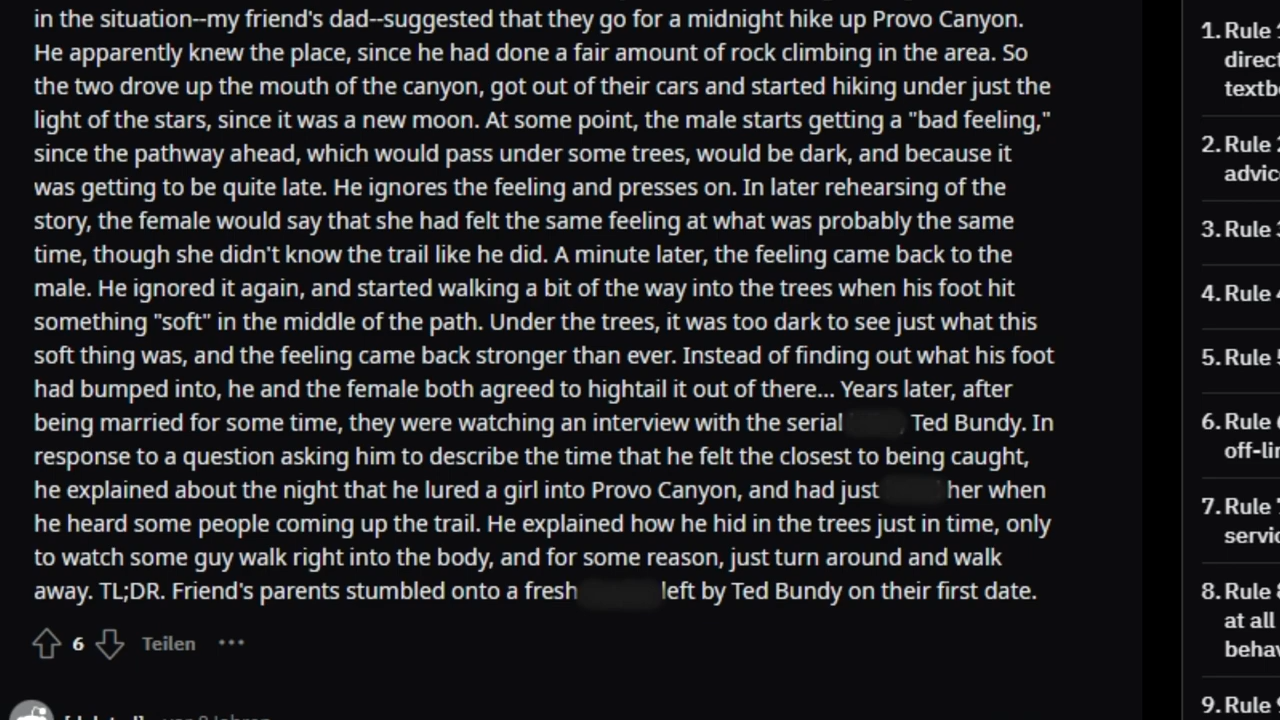 in the situation--my friend's dad--suggested that they go for a midnight hike up Provo Canyon.
He apparently knew the place, since he had done a fair amount of rock climbing in the area. So
the two drove up the mouth of the canyon, got out of their cars and started hiking under just the
light of the stars, since it was a new moon. At some point, the male starts getting a "bad feeling,"
since the pathway ahead, which would pass under some trees, would be dark, and because it
was getting to be quite late. He ignores the feeling and presses on. In later rehearsing of the
story, the female would say that she had felt the same feeling at what was probably the same
time, though she didn't know the trail like he did. A minute later, the feeling came back to the
male. He ignored it again, and started walking a bit of the way into the trees when his foot hit
something "soft" in the middle of the path. Under the trees, it was too dark to see just what this
soft thing was, and the feeling came back stronger than ever. Instead of finding out what his foot
had bumped into, he and the female both agreed to hightail it out of there... Years later, after
being married for some time, they were watching an interview with the serial Ted Bundy. In
response to a question asking him to describe the time that he felt the closest to being caught,
he explained about the night that he lured a girl into Provo Canyon, and had just her when
he heard some people coming up the trail. He explained how he hid in the trees just in time, only
to watch some guy walk right into the body, and for some reason, just turn around and walk
away. TL;DR. Friend's parents stumbled onto a fresh left by Ted Bundy on their first date.
6 Teilen
1. Rule
2. Rule
3. Rule
4. Rule
5. Rule
6. Rule
7. Rule
8. Rule
at all
9. Rule